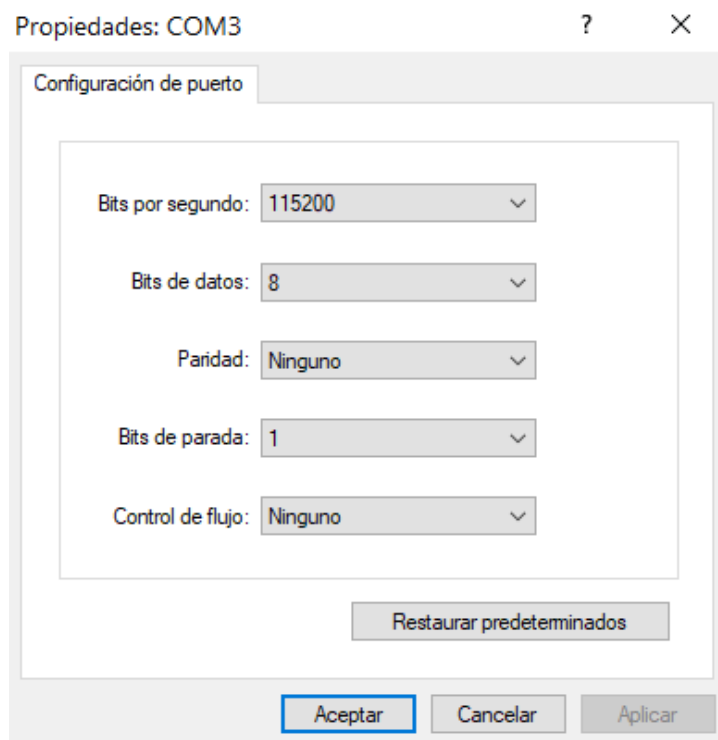 Propiedades: COM3 ?
Configuración de puerto
Bits por segundo: 115200
Bits de datos: 8
Paridad: Ninguno
Bits de parada: 1
Control de flujo: Ninguno
Restaurar predeterminados
Aceptar Cancelar Aplicar